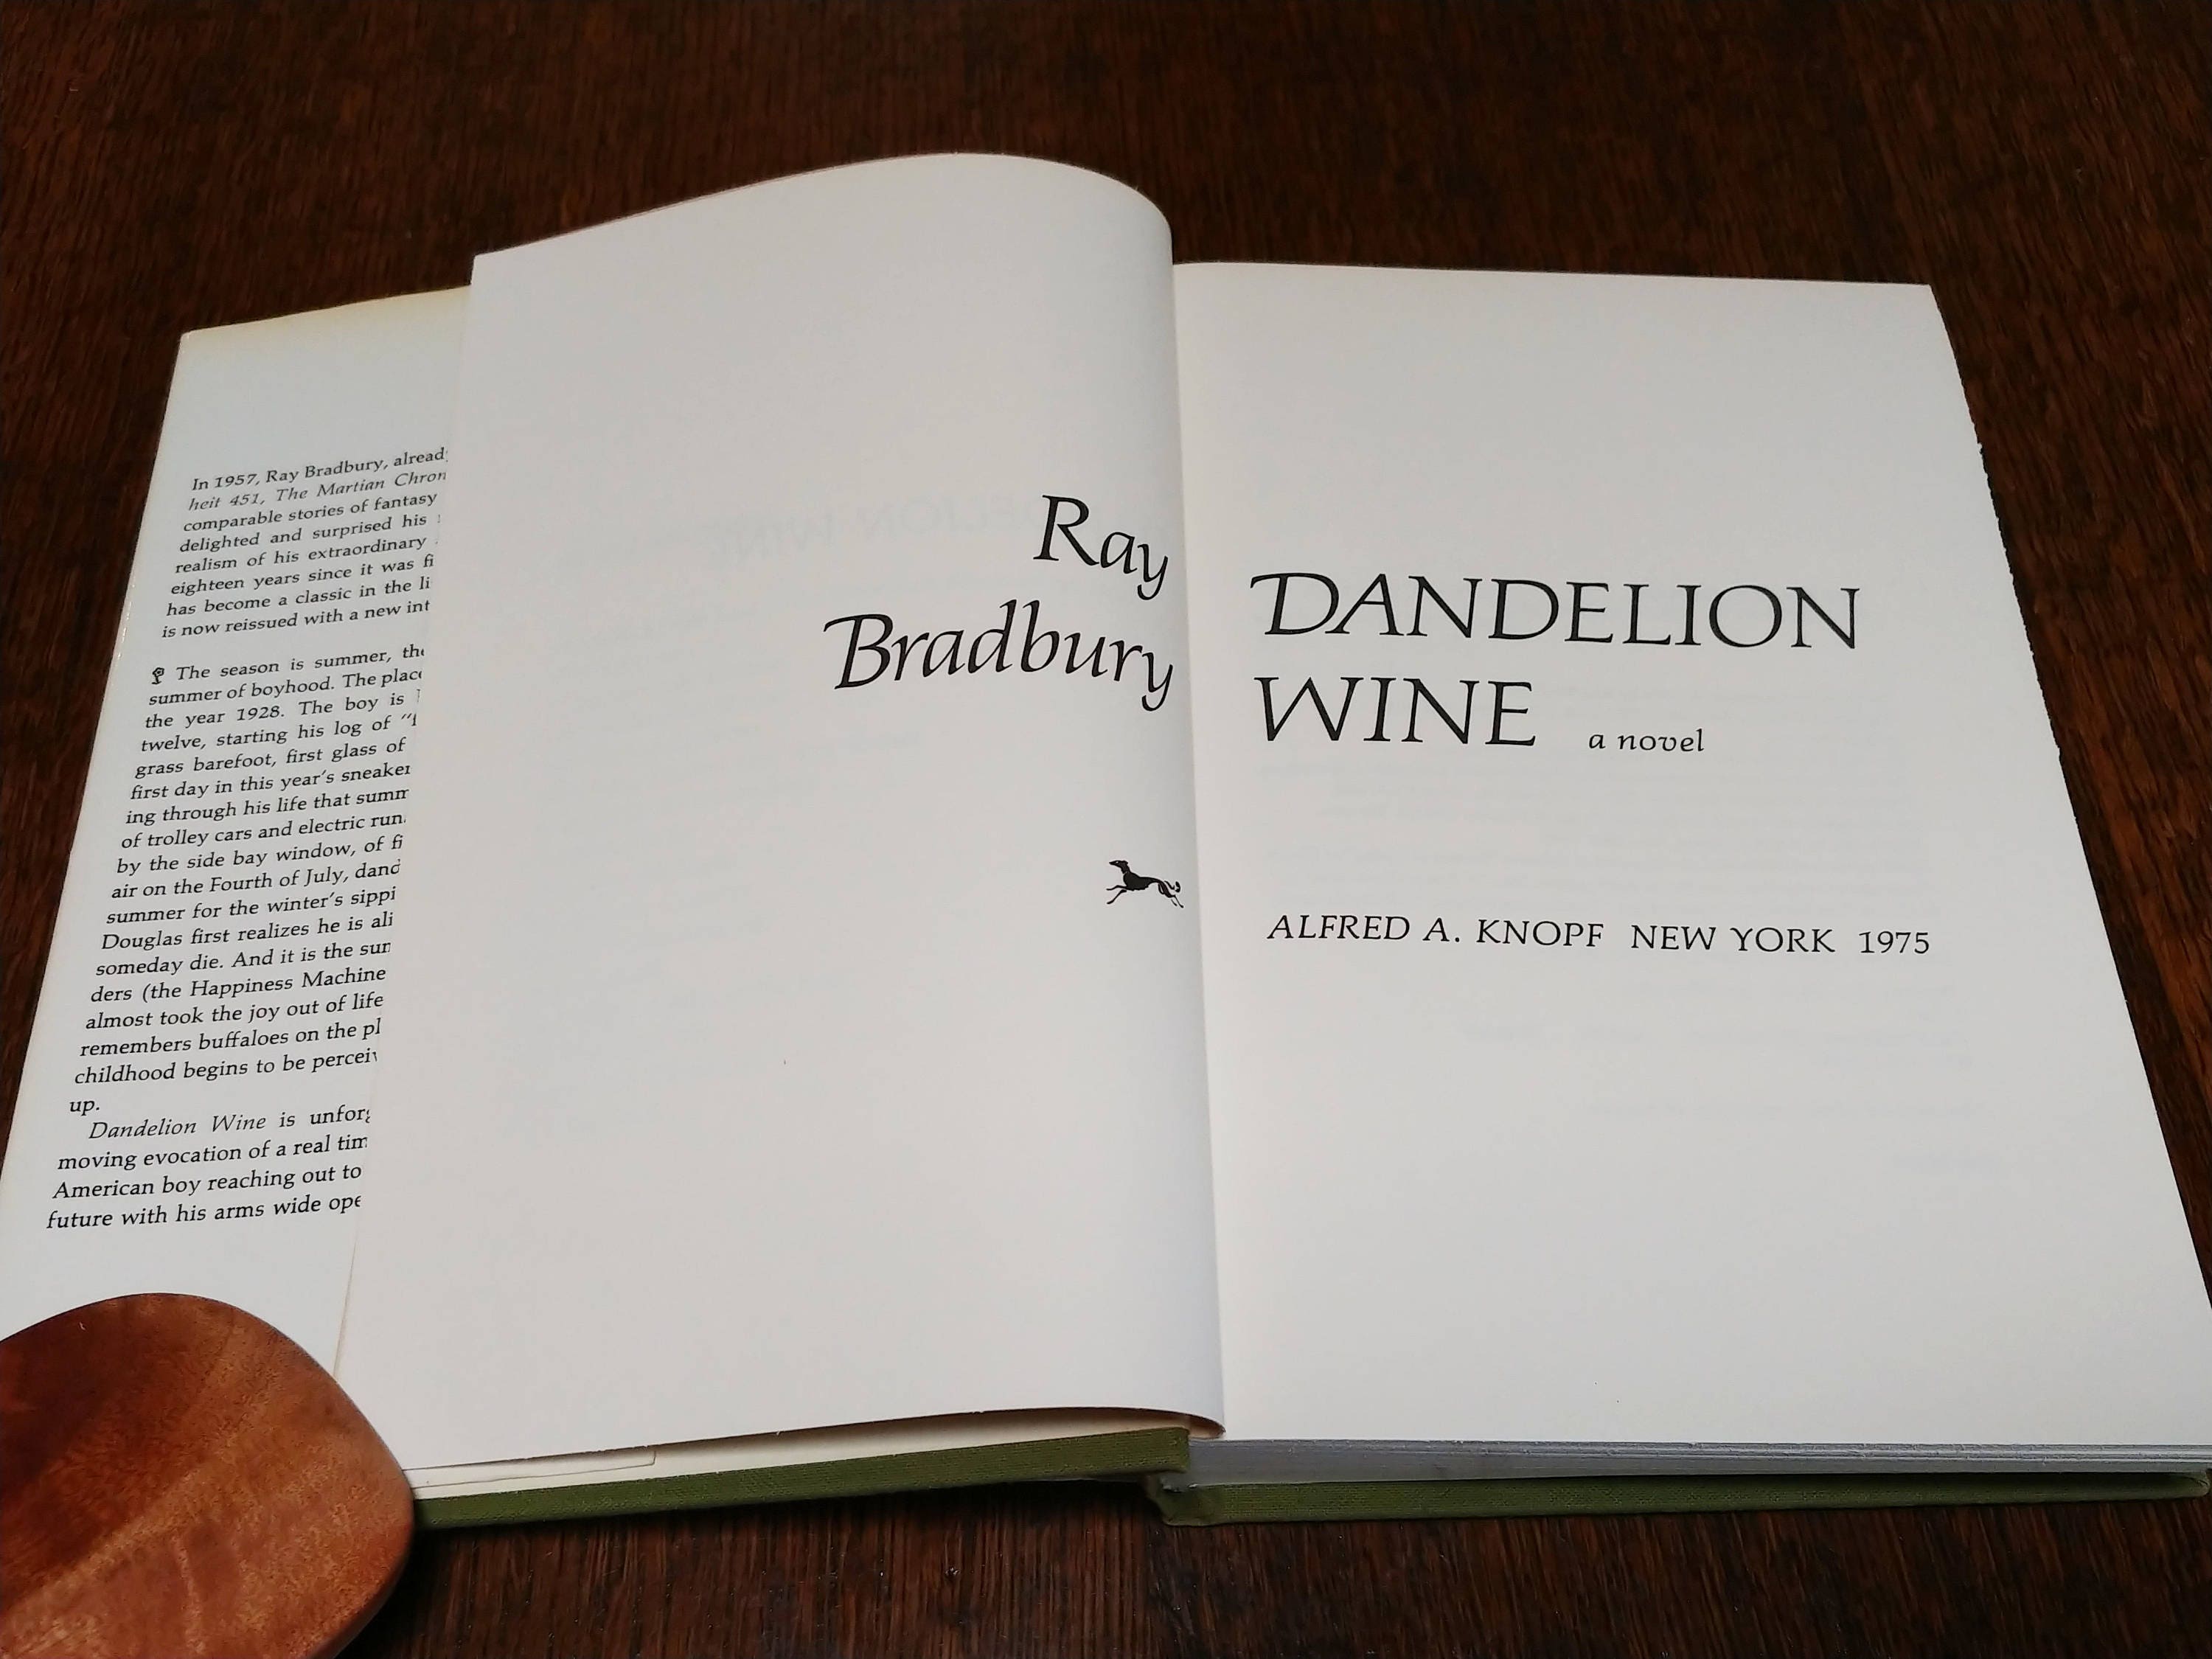 In 1957, Ray Bradbury,
heit 451, The Martian
comparable stories of fantasy
delighted and surprised his
realism of his extraordinary
eighteen years since it was
has become a classic in the
is now reissued with a new
The season is summer,
summer of boyhood. The
the year 1928. The boy is
twelve, starting his log of
grass barefoot, first glass of
first day in this year's
ing through his life that
of trolley cars and electric
by the side bay window, of
air on the Fourth of July,
summer for the winter's
Douglas first realizes he is
someday die. And it is the
ders (the Happiness Machine
almost took the joy out of life
remembers buffaloes on the
childhood begins to be
up.
Dandelion Wine is
moving evocation of a real
American boy reaching out to
future with his arms wide
Ray
Bradbury
DANDELION
WINE a novel
ALFRED A. KNOPF NEW YORK 1975